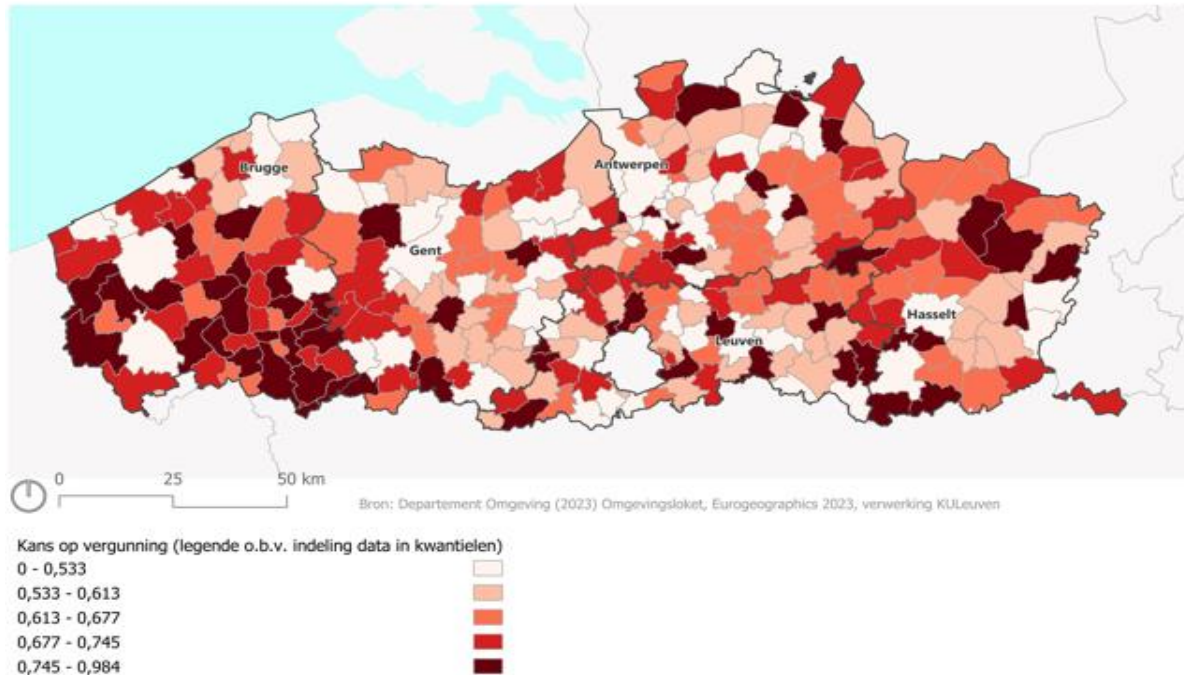 Brugge
Antwerpen
Gent
Hasselt
Leuven
0 25 50 km
Bron: Departement Omgeving (2023) Omgevingsloket, Eurogeographics 2023, verwerking KULeuven
Kans op vergunning (legende o.b.v. indeling data in kwantielen)
0 - 0,533
0,533 - 0,613
0,613 - 0,677
0,677 - 0,745
0,745 - 0,984